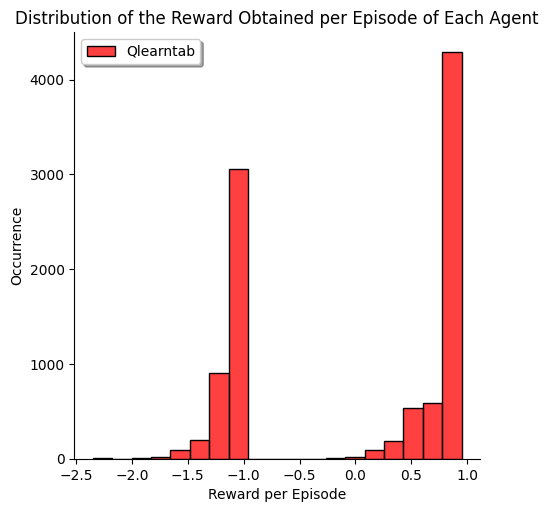 Distribution of the Reward Obtained per Episode of Each Agent
Qlearntab
4000
3000
2000
1000
0
Occurrence
−2.5 −2.0 −1.5 −1.0 −0.5 0.0 0.5 1.0
Reward per Episode